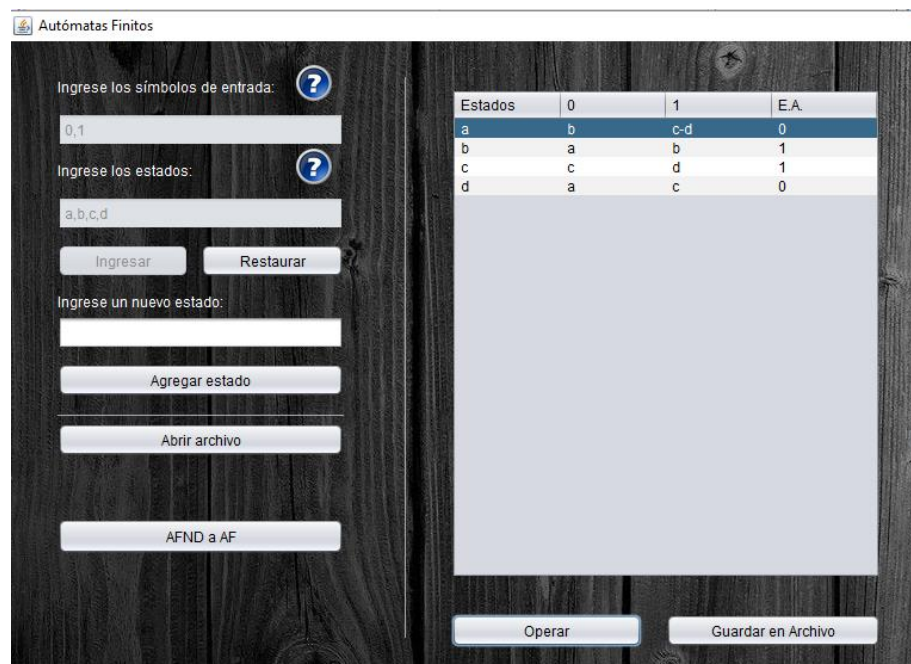 Autómatas Finitos
Ingrese los símbolos de entrada: ?
0,1
Ingrese los estados: ?
a,b,c,d
Ingresar Restaurar
Ingrese un nuevo estado:
Agregar estado
Abrir archivo
AFND a AF
Estados 0 1 E.A.
a b c-d 0
b a b 1
c c d 1
d a c 0
Operar Guardar en Archivo